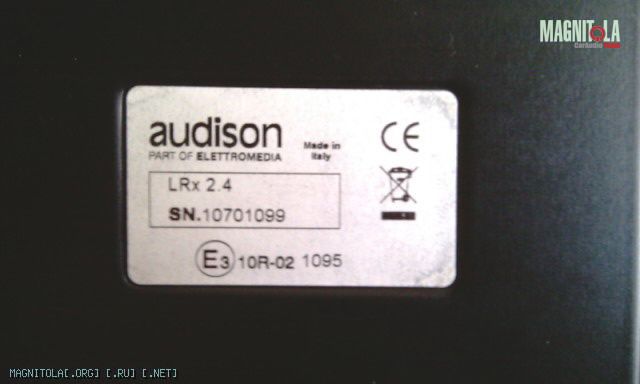 MAGNITOLA
CarAudio
audison
PART OF ELETTROMEDIA
Made in
Italy
CE
LRx 2.4
SN.10701099
E3 10R-02 1095
MAGNITOLA[.ORG] [.RU] [.NET]